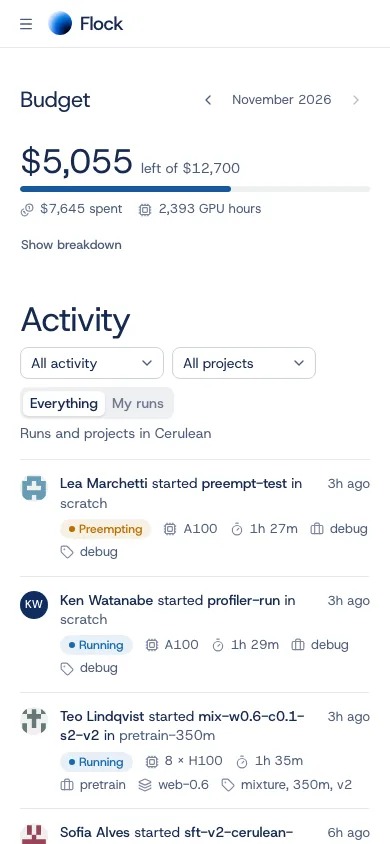 Flock
Budget
November 2026
$5,055 left of $12,700
$7,645 spent 2,393 GPU hours
Show breakdown
Activity
All activity All projects
Everything My runs
Runs and projects in Cerulean
Lea Marchetti started preempt-test in 3h ago
scratch
Preempting A100 1h 27m debug
debug
Ken Watanabe started profiler-run in 3h ago
KW
scratch
Running A100 1h 29m debug
debug
Teo Lindqvist started mix-w0.6-c0.1- 3h ago
s2-v2 in pretrain-350m
Running 8 × H100 1h 35m
pretrain web-0.6 mixture, 350m, v2
Sofia Alves started sft-v2-cerulean- 6h ago